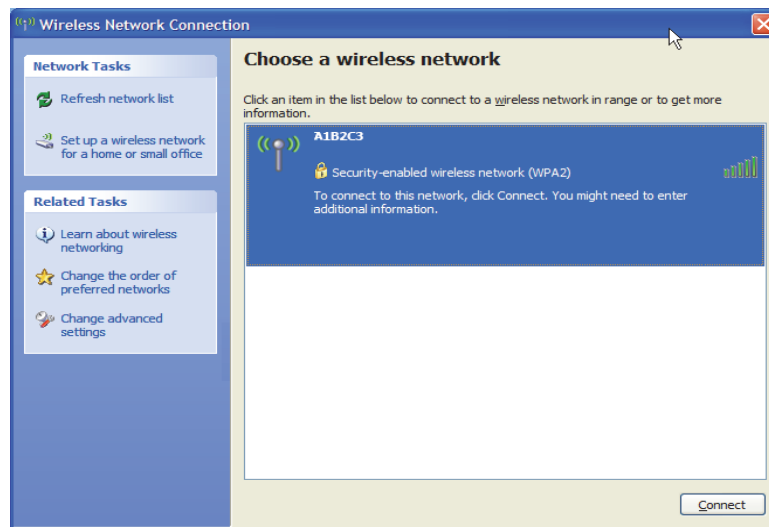 Wireless Network Connection
Network Tasks
Refresh network list
Set up a wireless network
for a home or small office
Related Tasks
Learn about wireless
networking
Change the order of
preferred networks
Change advanced
settings
Choose a wireless network
Click an item in the list below to connect to a wireless network in range or to get more
information.
A1B2C3
Security-enabled wireless network (WPA2)
To connect to this network, click Connect. You might need to enter
additional information.
Connect